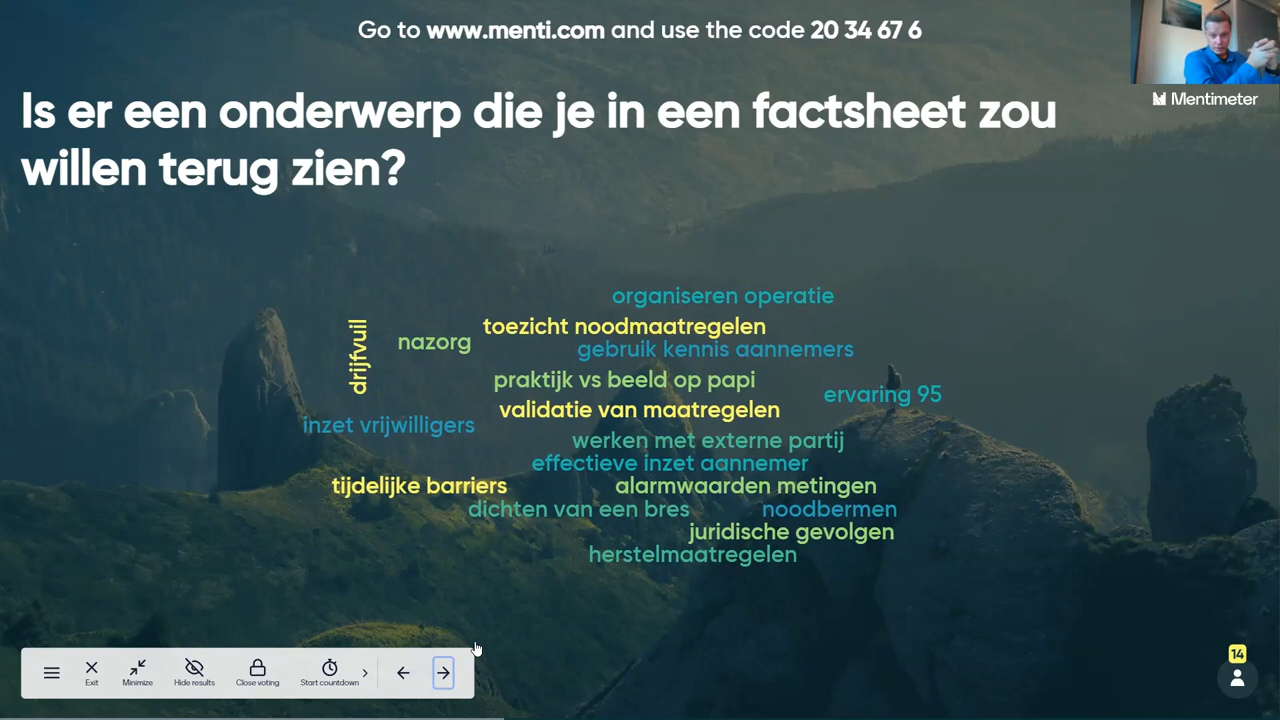 Go to www.menti.com and use the code 20 34 67 6
Mentimeter
Is er een onderwerp die je in een factsheet zou
willen terug zien?
organiseren operatie
toezicht noodmaatregelen
drijfvuil
nazorg
gebruik kennis aannemers
praktijk vs beeld op papi
ervaring 95
validatie van maatregelen
inzet vrijwilligers
werken met externe partij
effectieve inzet aannemer
tijdelijke barriers
alarmwaarden metingen
dichten van een bres
noodbermen
juridische gevolgen
herstelmaatregelen
14
Exit
Minimize
Hide results
Close voting
Start countdown